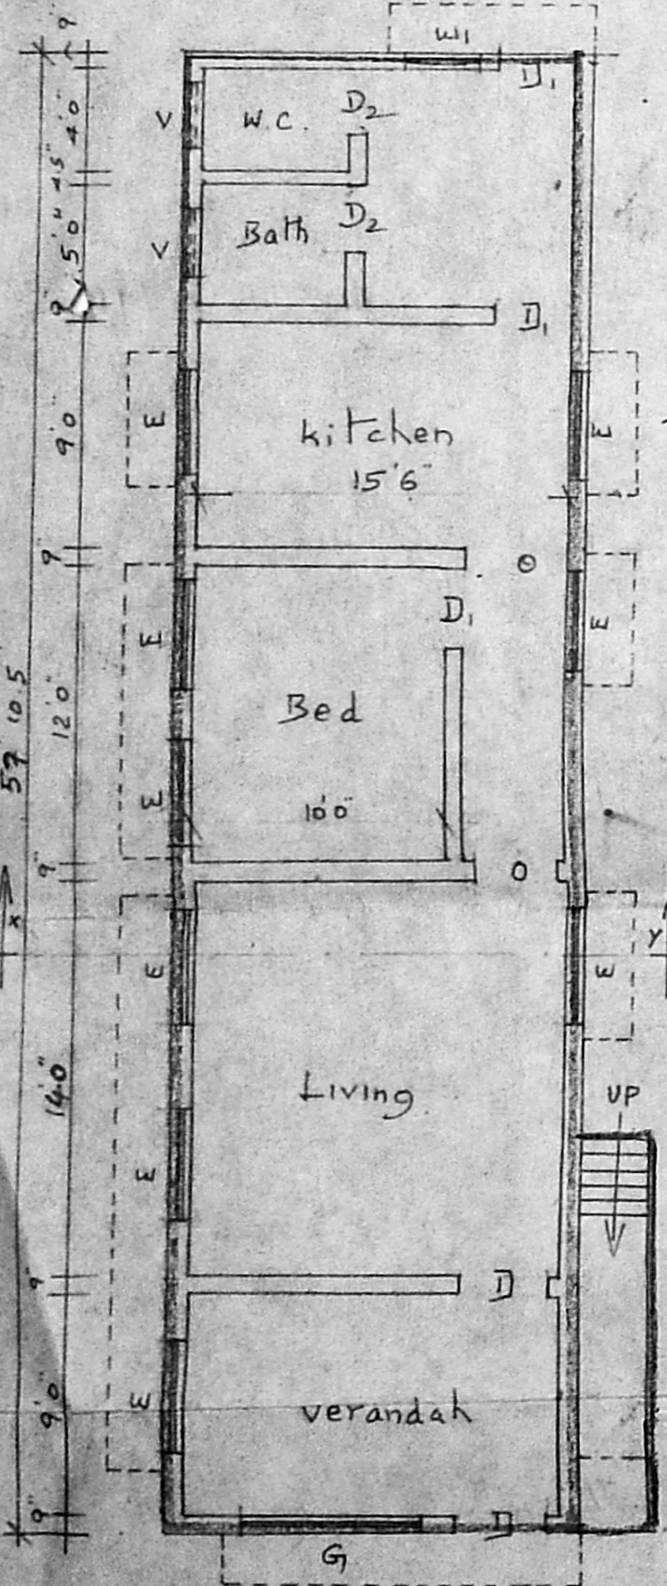 9"
W1
D1
V
W.C.
D2
4'0"
4.5"
V
Bath
D2
5'0"
9"
D1
W
kitchen
W
9'0"
15'6"
9"
O
W
D1
W
57' 10.5
12'0"
Bed
W
10'0"
9"
O
X
W
W
Y
14'0"
Living
UP
W
9"
D
W
9'0"
verandah
9"
D
G